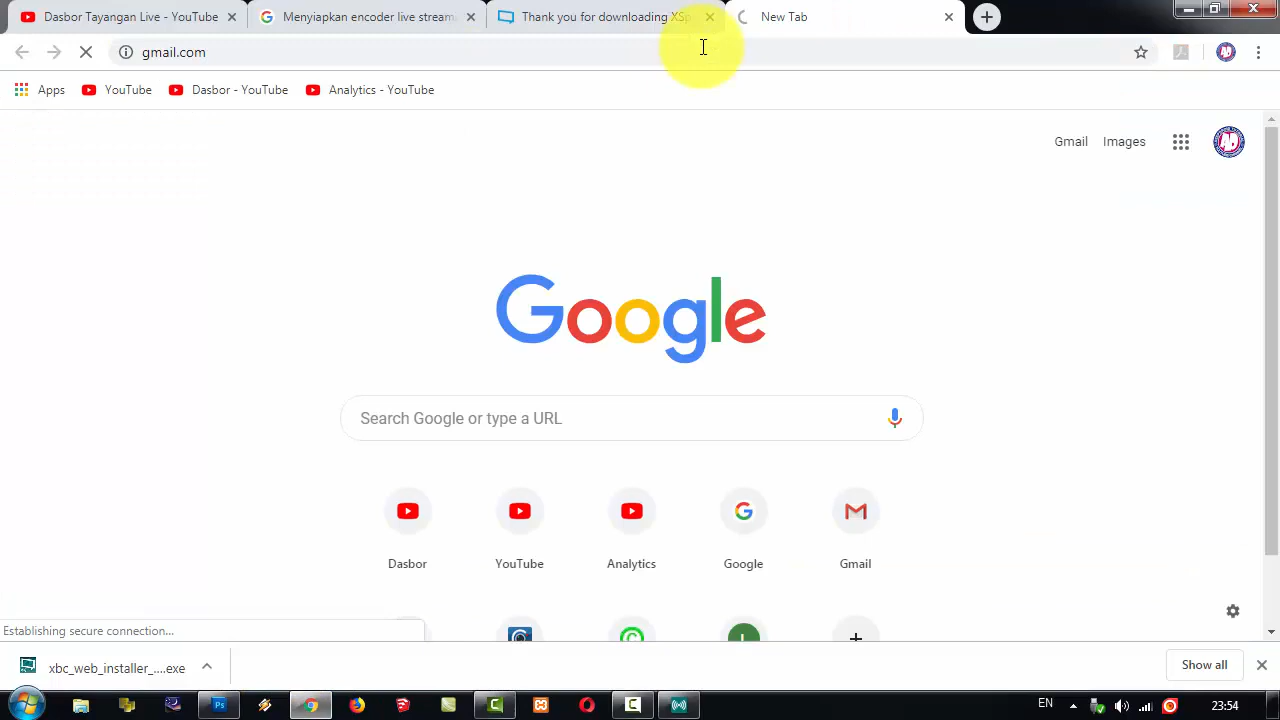 Dasbor Tayangan Live - YouTube
Menyiapkan encoder live stream
Thank you for downloading XSp
New Tab
gmail.com
Apps
YouTube
Dasbor - YouTube
Analytics - YouTube
Gmail
Images
Google
Search Google or type a URL
Dasbor
YouTube
Analytics
Google
Gmail
L
Establishing secure connection...
xbc_web_installer_....exe
Show all
Ps
EN
23:54